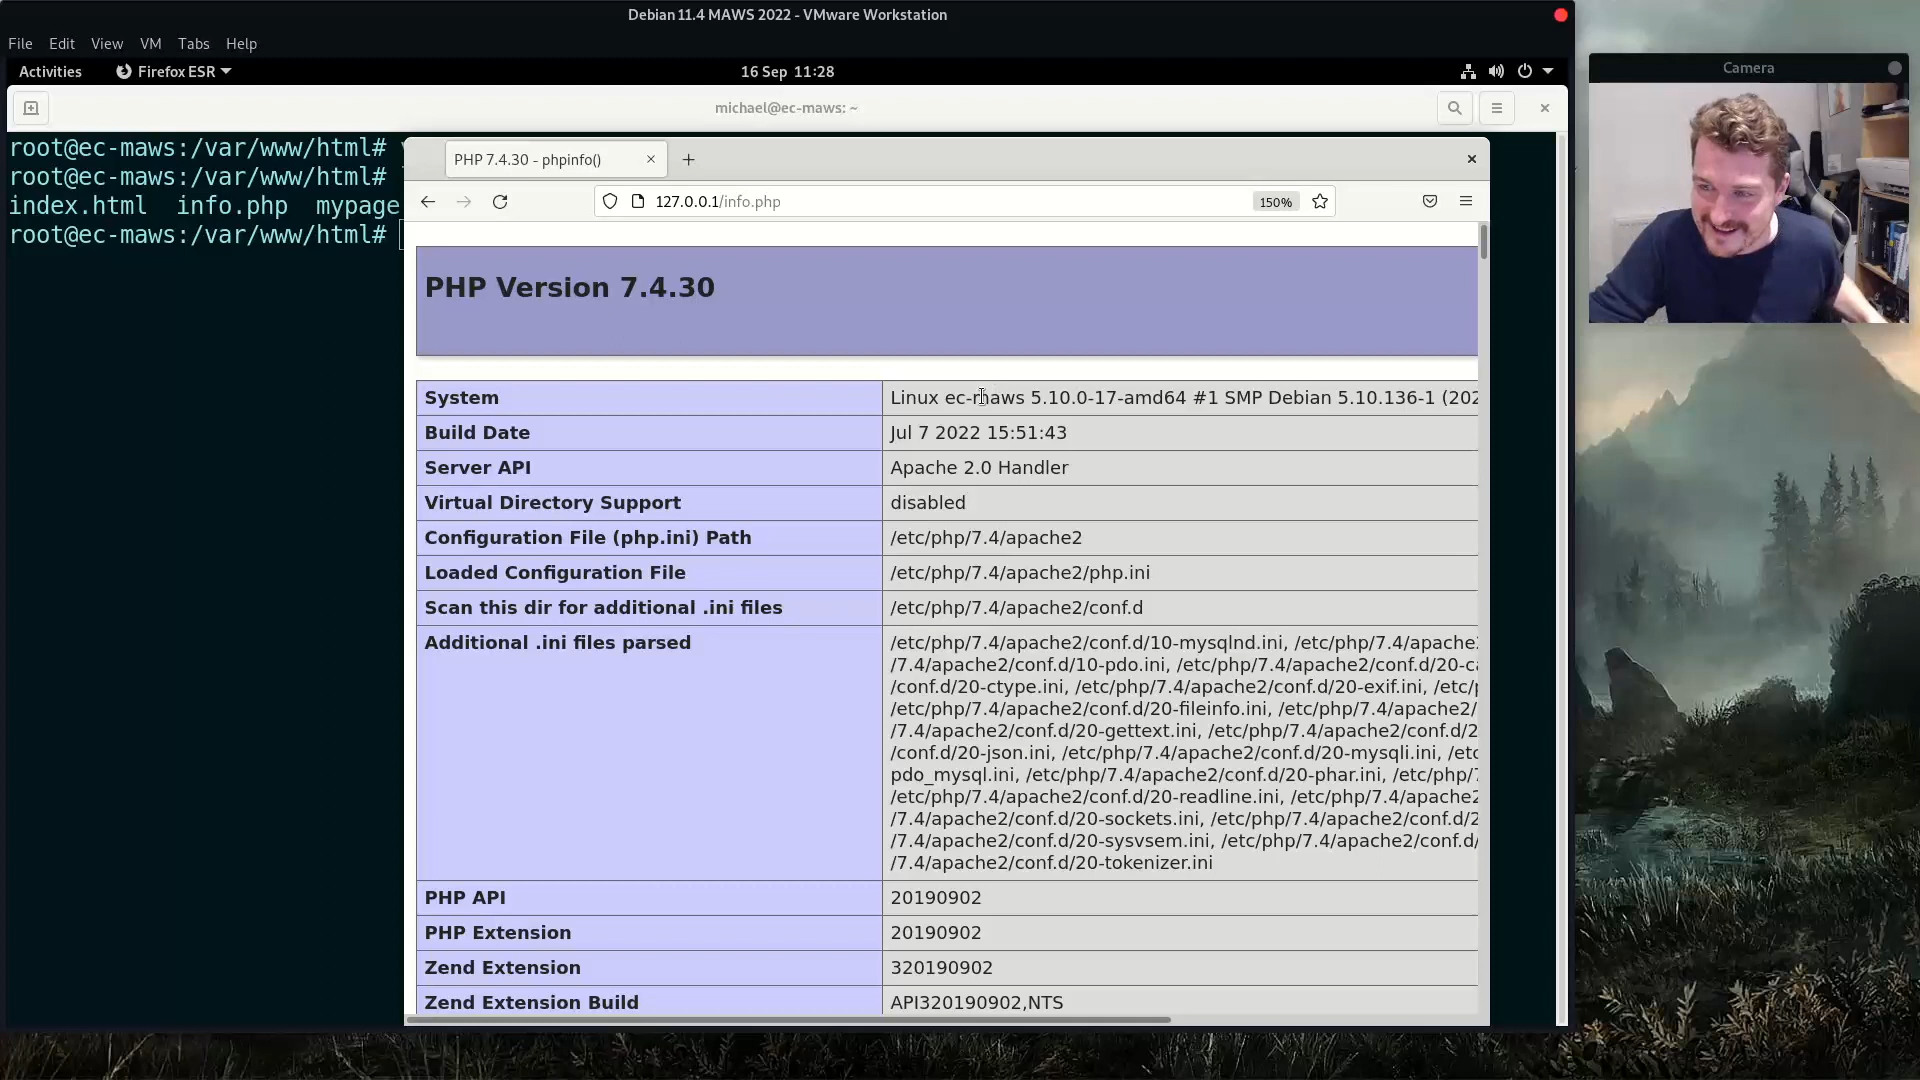 Debian 11.4 MAWS 2022 - VMware Workstation
File Edit View VM Tabs Help
Activities Firefox ESR 16 Sep 11:28
michael@ec-maws: ~
root@ec-maws:/var/www/html#
root@ec-maws:/var/www/html#
index.html info.php mypage
root@ec-maws:/var/www/html#
PHP 7.4.30 - phpinfo()
127.0.0.1/info.php 150%
PHP Version 7.4.30
System Linux ec-maws 5.10.0-17-amd64 #1 SMP Debian 5.10.136-1 (202
Build Date Jul 7 2022 15:51:43
Server API Apache 2.0 Handler
Virtual Directory Support disabled
Configuration File (php.ini) Path /etc/php/7.4/apache2
Loaded Configuration File /etc/php/7.4/apache2/php.ini
Scan this dir for additional .ini files /etc/php/7.4/apache2/conf.d
Additional .ini files parsed /etc/php/7.4/apache2/conf.d/10-mysqlnd.ini, /etc/php/7.4/apache
/7.4/apache2/conf.d/10-pdo.ini, /etc/php/7.4/apache2/conf.d/20-c
/conf.d/20-ctype.ini, /etc/php/7.4/apache2/conf.d/20-exif.ini, /etc/
/etc/php/7.4/apache2/conf.d/20-fileinfo.ini, /etc/php/7.4/apache2/
/7.4/apache2/conf.d/20-gettext.ini, /etc/php/7.4/apache2/conf.d/2
/conf.d/20-json.ini, /etc/php/7.4/apache2/conf.d/20-mysqli.ini, /etc
pdo_mysql.ini, /etc/php/7.4/apache2/conf.d/20-phar.ini, /etc/php/
/etc/php/7.4/apache2/conf.d/20-readline.ini, /etc/php/7.4/apache2
/7.4/apache2/conf.d/20-sockets.ini, /etc/php/7.4/apache2/conf.d/2
/7.4/apache2/conf.d/20-sysvsem.ini, /etc/php/7.4/apache2/conf.d/
/7.4/apache2/conf.d/20-tokenizer.ini
PHP API 20190902
PHP Extension 20190902
Zend Extension 320190902
Zend Extension Build API320190902,NTS
Camera